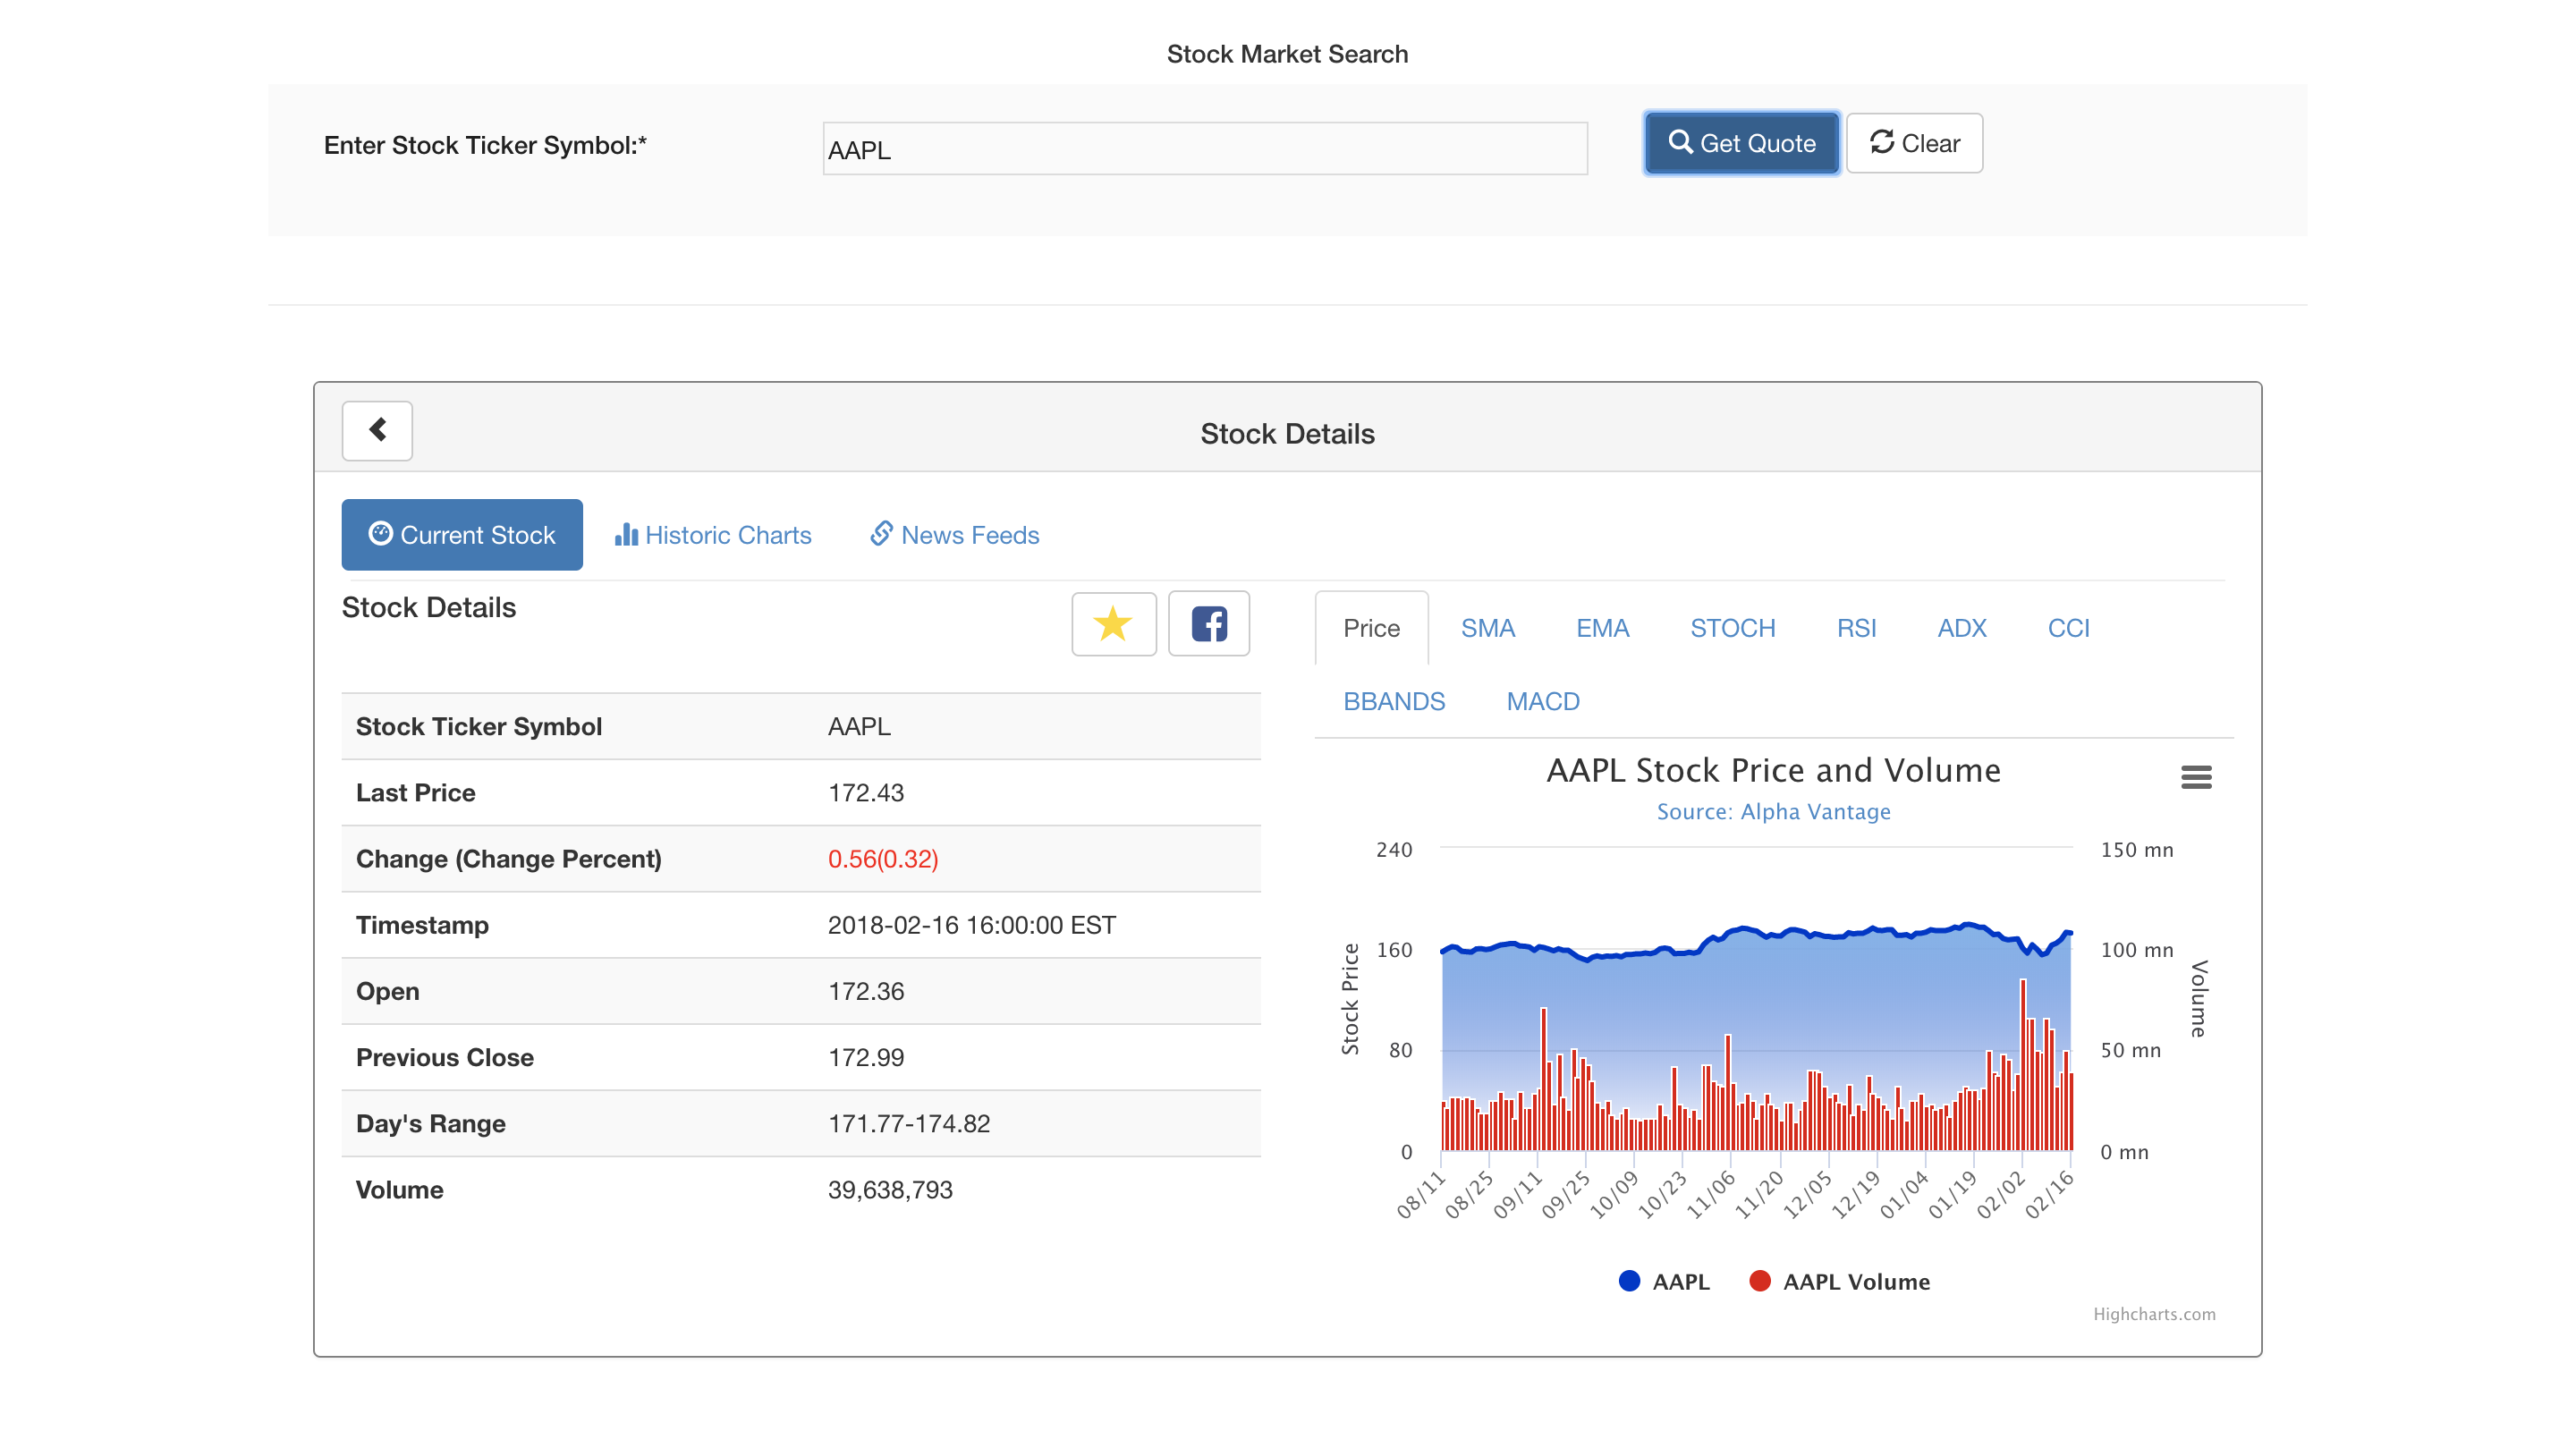 Stock Market Search
Enter Stock Ticker Symbol:*
AAPL
Get Quote
Clear
Stock Details
Current Stock
Historic Charts
News Feeds
Stock Details
Stock Ticker Symbol AAPL
Last Price 172.43
Change (Change Percent) 0.56(0.32)
Timestamp 2018-02-16 16:00:00 EST
Open 172.36
Previous Close 172.99
Day's Range 171.77-174.82
Volume 39,638,793
Price SMA EMA STOCH RSI ADX CCI
BBANDS MACD
AAPL Stock Price and Volume
Source: Alpha Vantage
Stock Price
240
160
80
0
150 mn
100 mn
50 mn
0 mn
Volume
08/11 08/25 09/11 09/25 10/09 10/23 11/06 11/20 12/05 12/19 01/04 01/19 02/02 02/16
AAPL AAPL Volume
Highcharts.com